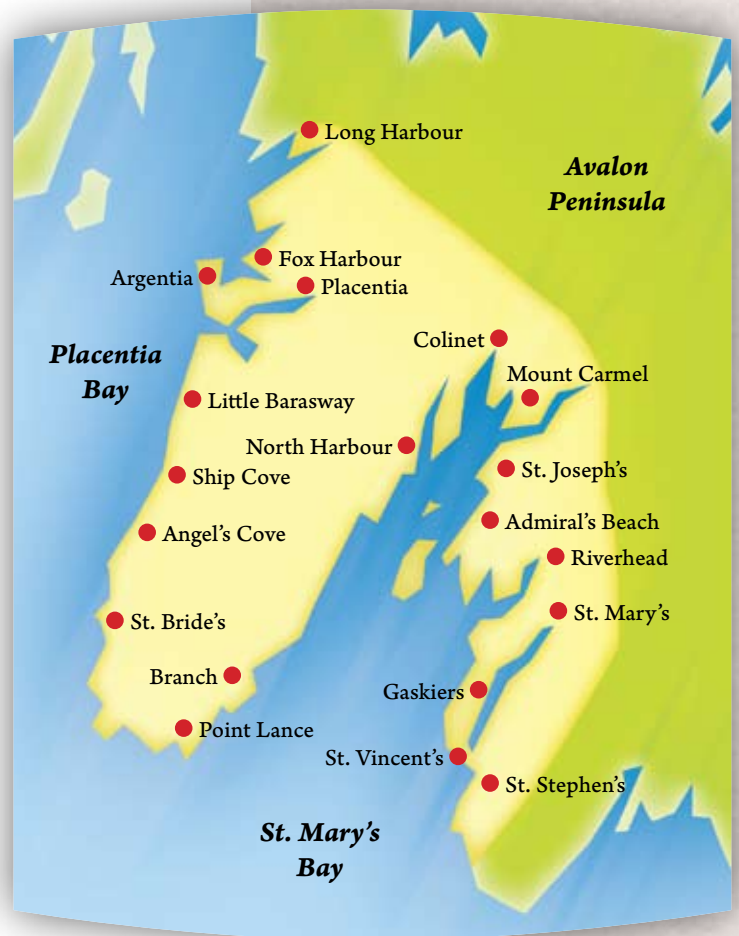 Long Harbour
Avalon
Peninsula
Fox Harbour
Argentia
Placentia
Colinet
Placentia
Bay
Mount Carmel
Little Barasway
North Harbour
St. Joseph's
Ship Cove
Admiral's Beach
Angel's Cove
Riverhead
St. Mary's
St. Bride's
Branch
Gaskiers
Point Lance
St. Vincent's
St. Stephen's
St. Mary's
Bay